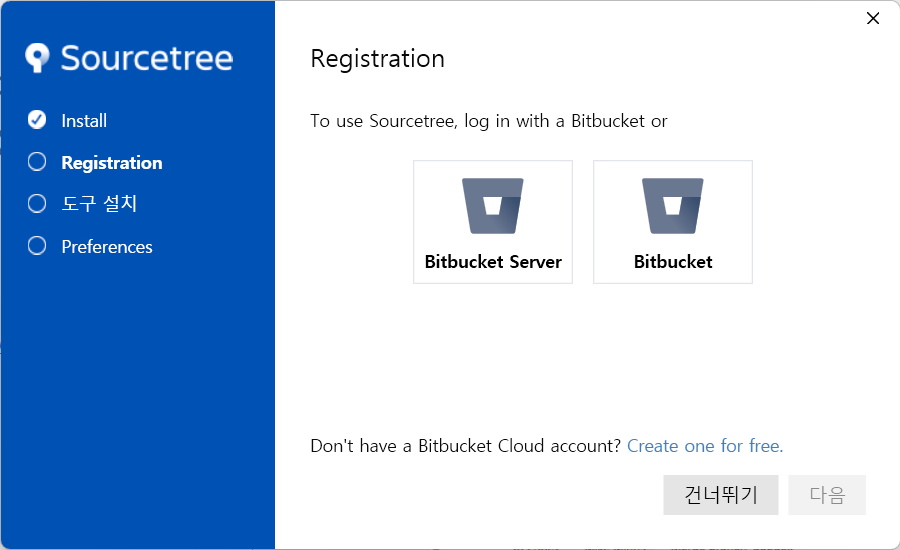 Sourcetree
Install
Registration
도구 설치
Preferences
Registration
To use Sourcetree, log in with a Bitbucket or
Bitbucket Server
Bitbucket
Don't have a Bitbucket Cloud account? Create one for free.
건너뛰기
다음